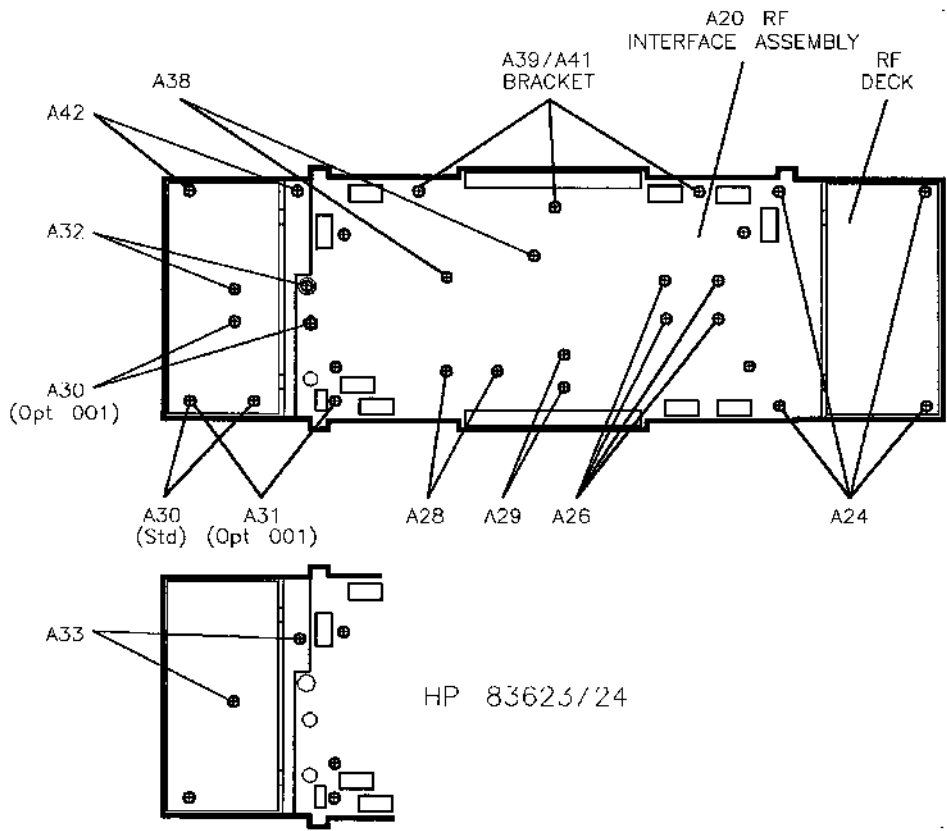 A20 RF
INTERFACE ASSEMBLY
A39/A41
BRACKET
RF
DECK
A38
A42
A32
A30
(Opt 001)
A30
(Std)
A31
(Opt 001)
A28
A29
A26
A24
A33
HP 83623/24